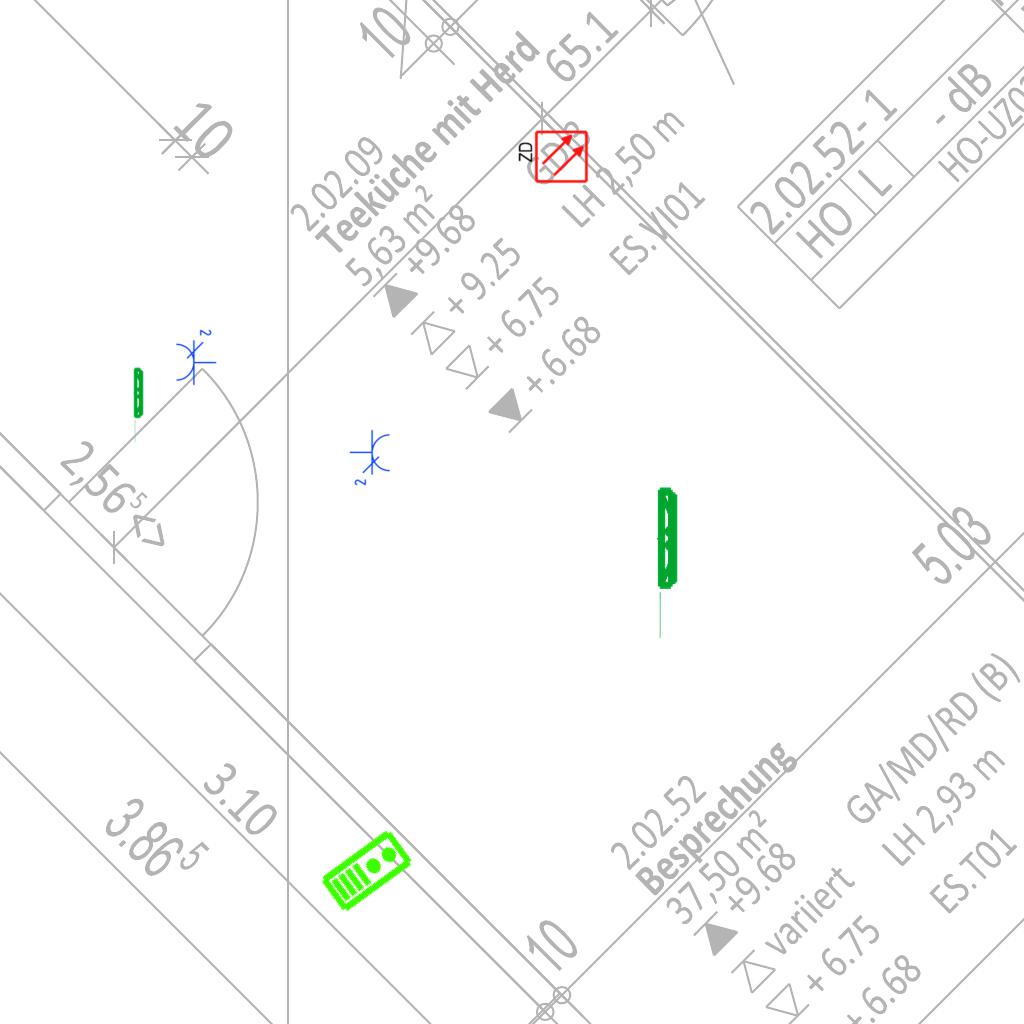 10
10
65.1
2.02.09
Teeküche mit Herd
5,63 m²
+9.68
+ 9.25
+ 6.75
+.6.68
ZD
LH 2,50 m
ES.VI01
2.02.52- 1
- dB
HO L
HO-UZ0
2
2
2,56⁵ <>
5.03
3.10
3.86⁵
10
2.02.52
Besprechung
37,50 m²
+9.68
variiert
+ 6.75
+.6.68
GA/MD/RD (B)
LH 2,93 m
ES.T01